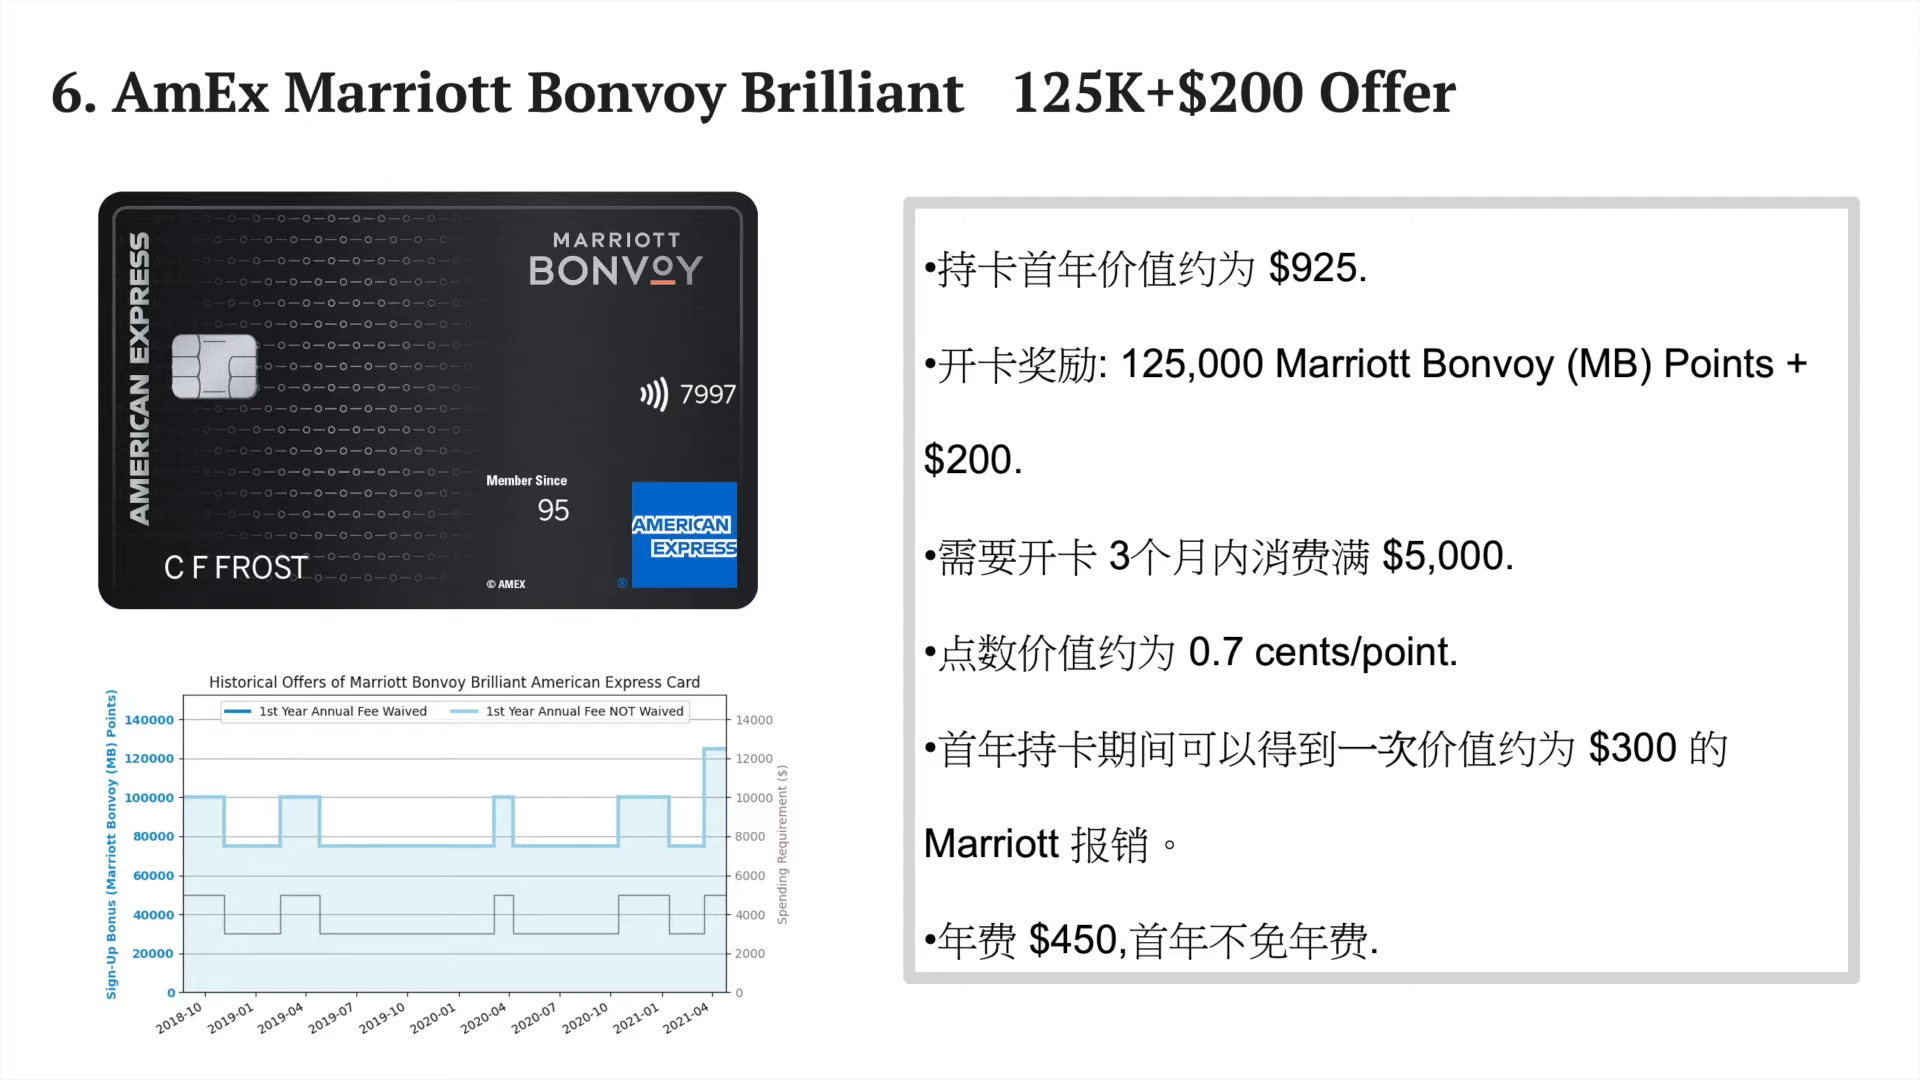 6. AmEx Marriott Bonvoy Brilliant 125K+$200 Offer
AMERICAN EXPRESS
MARRIOTT
BONVOY
7997
Member Since
95
AMERICAN
EXPRESS
C F FROST
© AMEX
®
•持卡首年价值约为 $925.
•开卡奖励: 125,000 Marriott Bonvoy (MB) Points +
$200.
•需要开卡 3个月内消费满 $5,000.
•点数价值约为 0.7 cents/point.
•首年持卡期间可以得到一次价值约为 $300 的
Marriott 报销。
•年费 $450,首年不免年费.
Historical Offers of Marriott Bonvoy Brilliant American Express Card
1st Year Annual Fee Waived
1st Year Annual Fee NOT Waived
Sign-Up Bonus (Marriott Bonvoy (MB) Points)
140000
120000
100000
80000
60000
40000
20000
0
14000
12000
10000
8000
6000
4000
2000
0
Spending Requirement ($)
2018-10
2019-01
2019-04
2019-07
2019-10
2020-01
2020-04
2020-07
2020-10
2021-01
2021-04